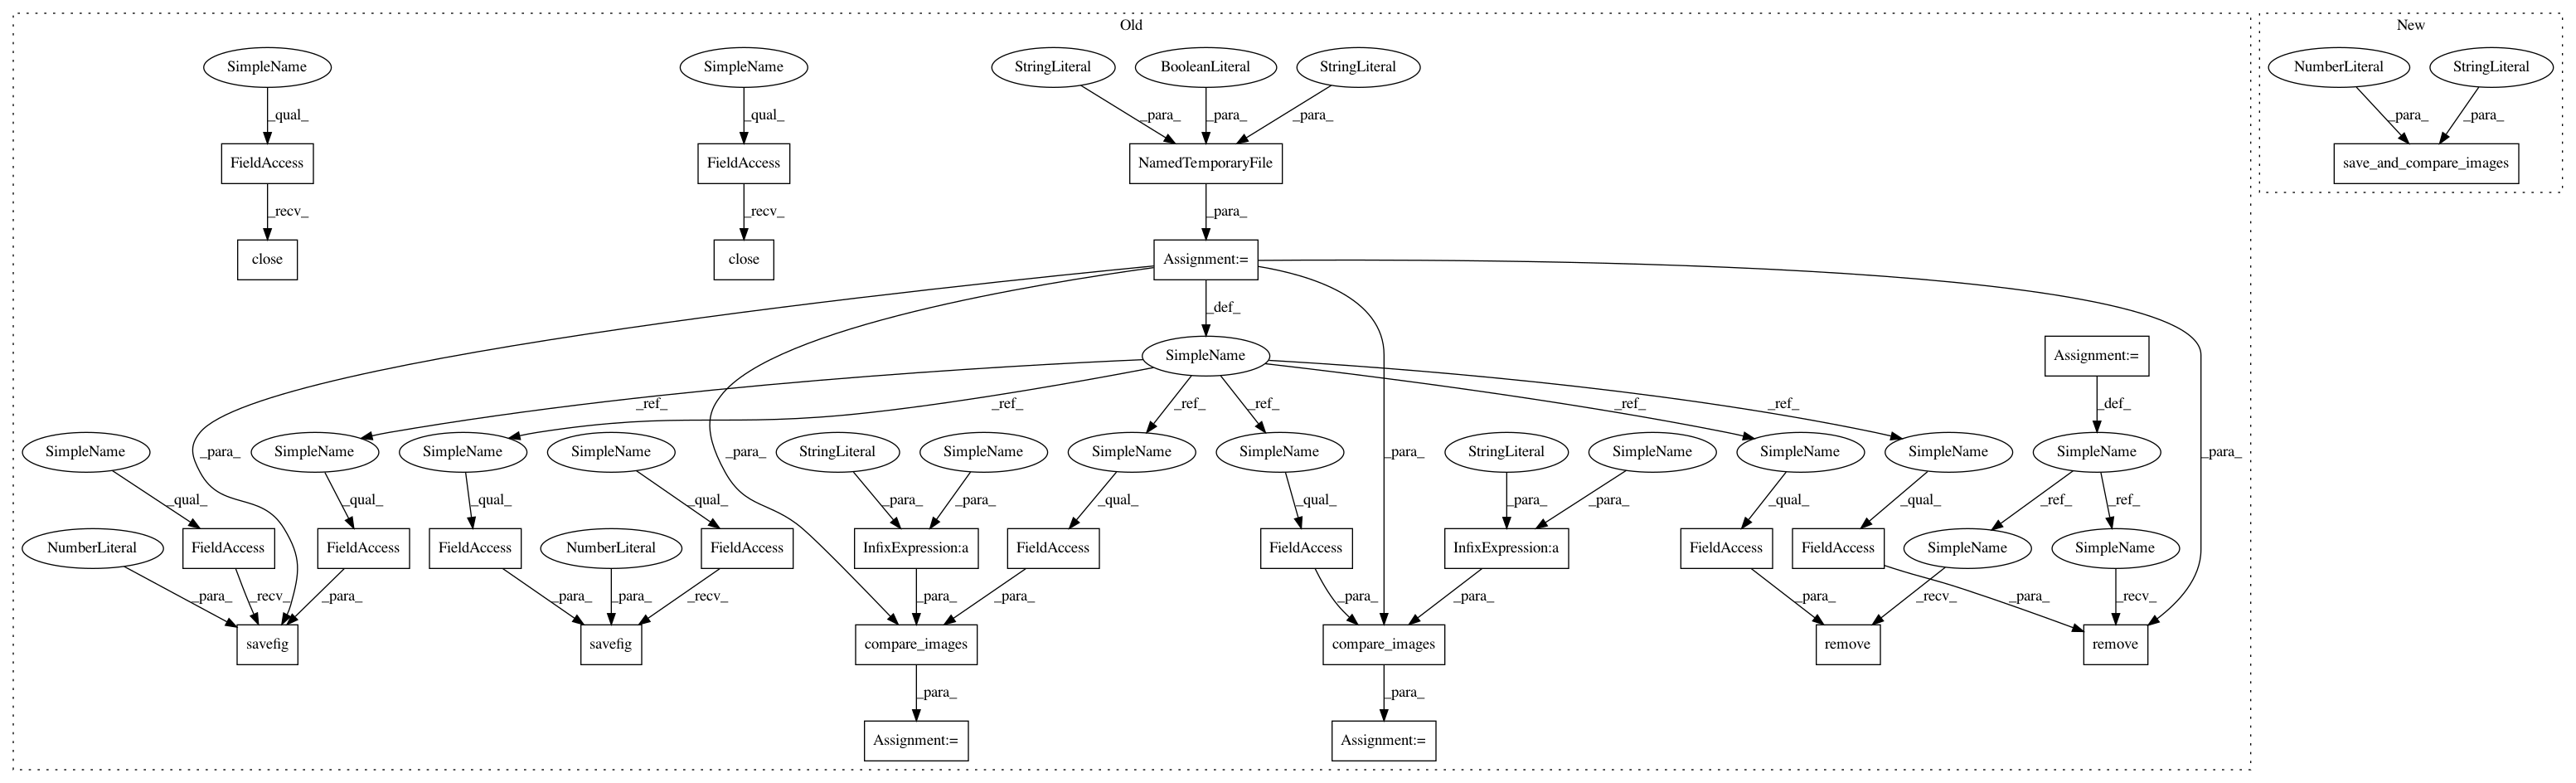 Old
New
SimpleName
SimpleName
StringLiteral
BooleanLiteral
StringLiteral
NumberLiteral
StringLiteral
_qual_
_qual_
_para_
_para_
_para_
_para_
_para_
FieldAccess
FieldAccess
NamedTemporaryFile
save_and_compare_images
_recv_
_recv_
_para_
close
close
Assignment:=
_def_
SimpleName
Assignment:=
_ref_
_ref_
_ref_
_ref_
_ref_
_ref_
_def_
SimpleName
_para_
SimpleName
SimpleName
SimpleName
_para_
StringLiteral
SimpleName
SimpleName
SimpleName
_para_
StringLiteral
SimpleName
SimpleName
SimpleName
SimpleName
_para_
_qual_
_qual_
_qual_
_qual_
_para_
_para_
_qual_
_qual_
_para_
_para_
_qual_
_qual_
_ref_
_ref_
NumberLiteral
FieldAccess
FieldAccess
FieldAccess
NumberLiteral
FieldAccess
InfixExpression:a
FieldAccess
FieldAccess
InfixExpression:a
FieldAccess
FieldAccess
SimpleName
SimpleName
_para_
_recv_
_para_
_para_
_para_
_recv_
_para_
_para_
_para_
_para_
_para_
_recv_
_para_
_recv_
savefig
savefig
compare_images
compare_images
remove
remove
_para_
_para_
Assignment:=
Assignment:=